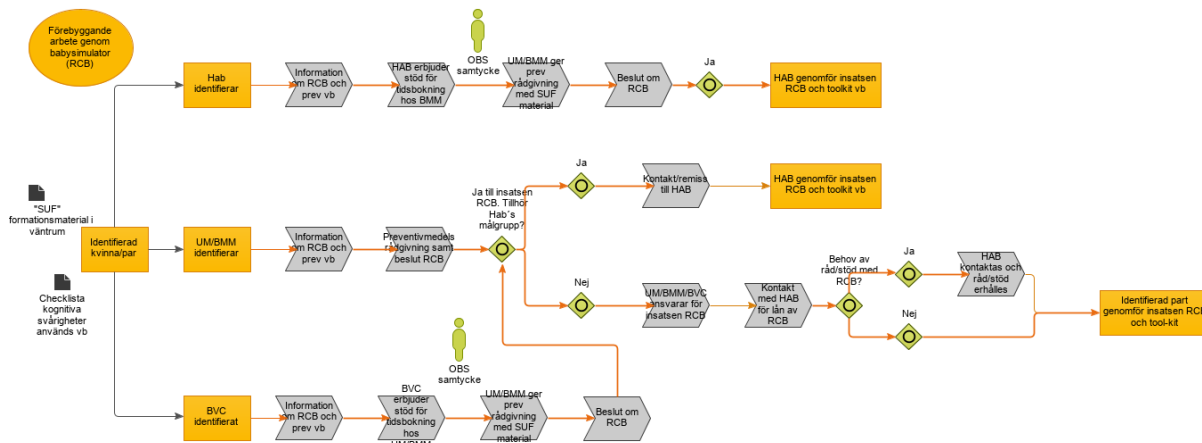 Förebyggande
arbete genom
babysimulator
(RCB)
Hab
identifierar
Information
om RCB och
prev vb
HAB erbjuder
stöd för
tidsbokning
hos BMM
OBS
samtycke
UM/BMM ger
prev
rådgivning
med SUF
material
Beslut om
RCB
Ja
HAB genomför insatsen
RCB och toolkit vb
"SUF"
formationsmaterial i
väntrum
Identifierad
kvinna/par
Checklista
kognitiva
svårigheter
används vb
UM/BMM
identifierar
Information
om RCB och
prev vb
Preventivmedels
rådgivning samt
beslut RCB
Ja till insatsen
RCB. Tillhör
Hab´s
målgrupp?
Ja
Kontakt/remiss
till HAB
HAB genomför insatsen
RCB och toolkit vb
Nej
UM/BMM/BVC
ansvarar för
insatsen RCB
Kontakt
med HAB
för lån av
RCB
Behov av
råd/stöd med
RCB?
Ja
HAB
kontaktas och
råd/stöd
erhålles
Nej
Identifierad part
genomför insatsen RCB
och tool-kit
BVC
identifierat
Information
om RCB och
prev vb
BVC
erbjuder
stöd för
tidsbokning
hos
UM/BMM
OBS
samtycke
UM/BMM ger
prev
rådgivning
med SUF
material
Beslut om
RCB